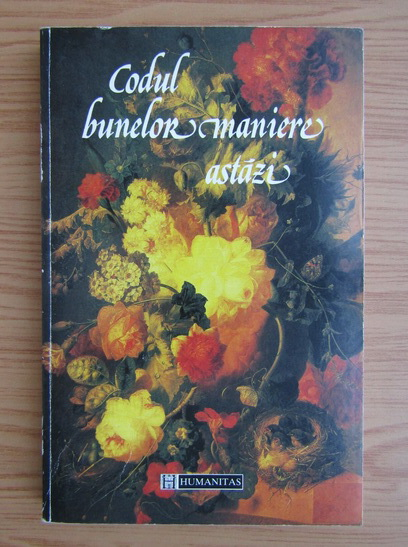 Codul
bunelor maniere
astăzi
H HUMANITAS